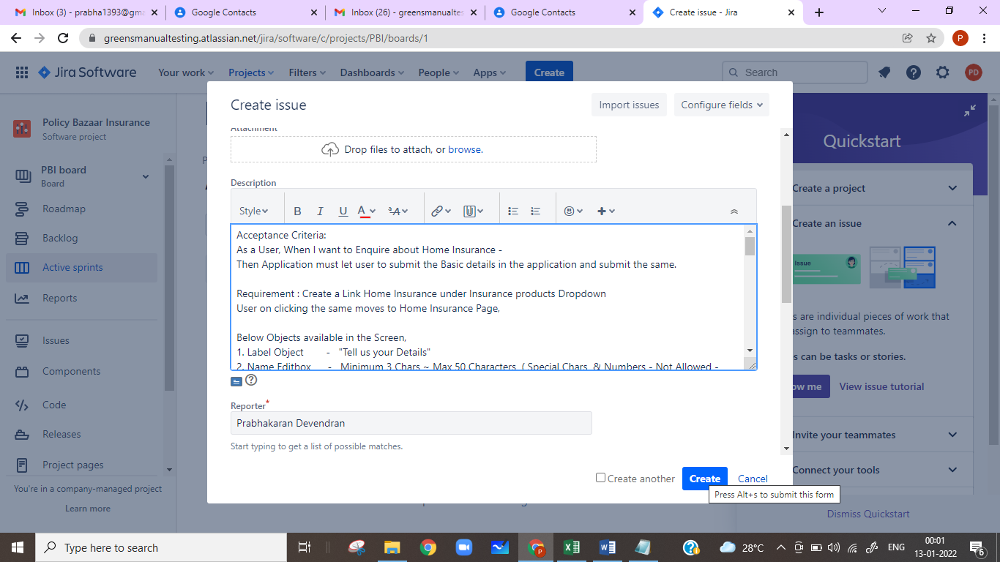 Inbox (3) - prabha1393@gma
Google Contacts
Inbox (26) - greensmanualtes
Google Contacts
Create issue - Jira
greensmanualtesting.atlassian.net/jira/software/c/projects/PBI/boards/1
P
Jira Software
Your work
Projects
Filters
Dashboards
People
Apps
Create
Search
PD
Policy Bazaar Insurance
Software project
PBI board
Board
Roadmap
Backlog
Active sprints
Reports
Issues
Components
Code
Releases
Project pages
You're in a company-managed project
Learn more
Create issue
Import issues
Configure fields
Attachment
Drop files to attach, or browse.
Description
Style
B I U A
Acceptance Criteria:
As a User, When I want to Enquire about Home Insurance -
Then Application must let user to submit the Basic details in the application and submit the same.
Requirement : Create a Link Home Insurance under Insurance products Dropdown
User on clicking the same moves to Home Insurance Page,
Below Objects available in the Screen,
1. Label Object - "Tell us your Details"
2. Name Editbox - Minimum 3 Chars ~ Max 50 Characters ( Special Chars & Numbers - Not Allowed -
Reporter*
Prabhakaran Devendran
Start typing to get a list of possible matches.
Create another
Create
Cancel
Press Alt+s to submit this form
Quickstart
Create a project
Create an issue
Issue
s are individual pieces of work that
assign to teammates.
s can be tasks or stories.
ow me
View issue tutorial
Invite your teammates
Connect your tools
Dismiss Quickstart
Type here to search
28°C
ENG
00:01
13-01-2022
6